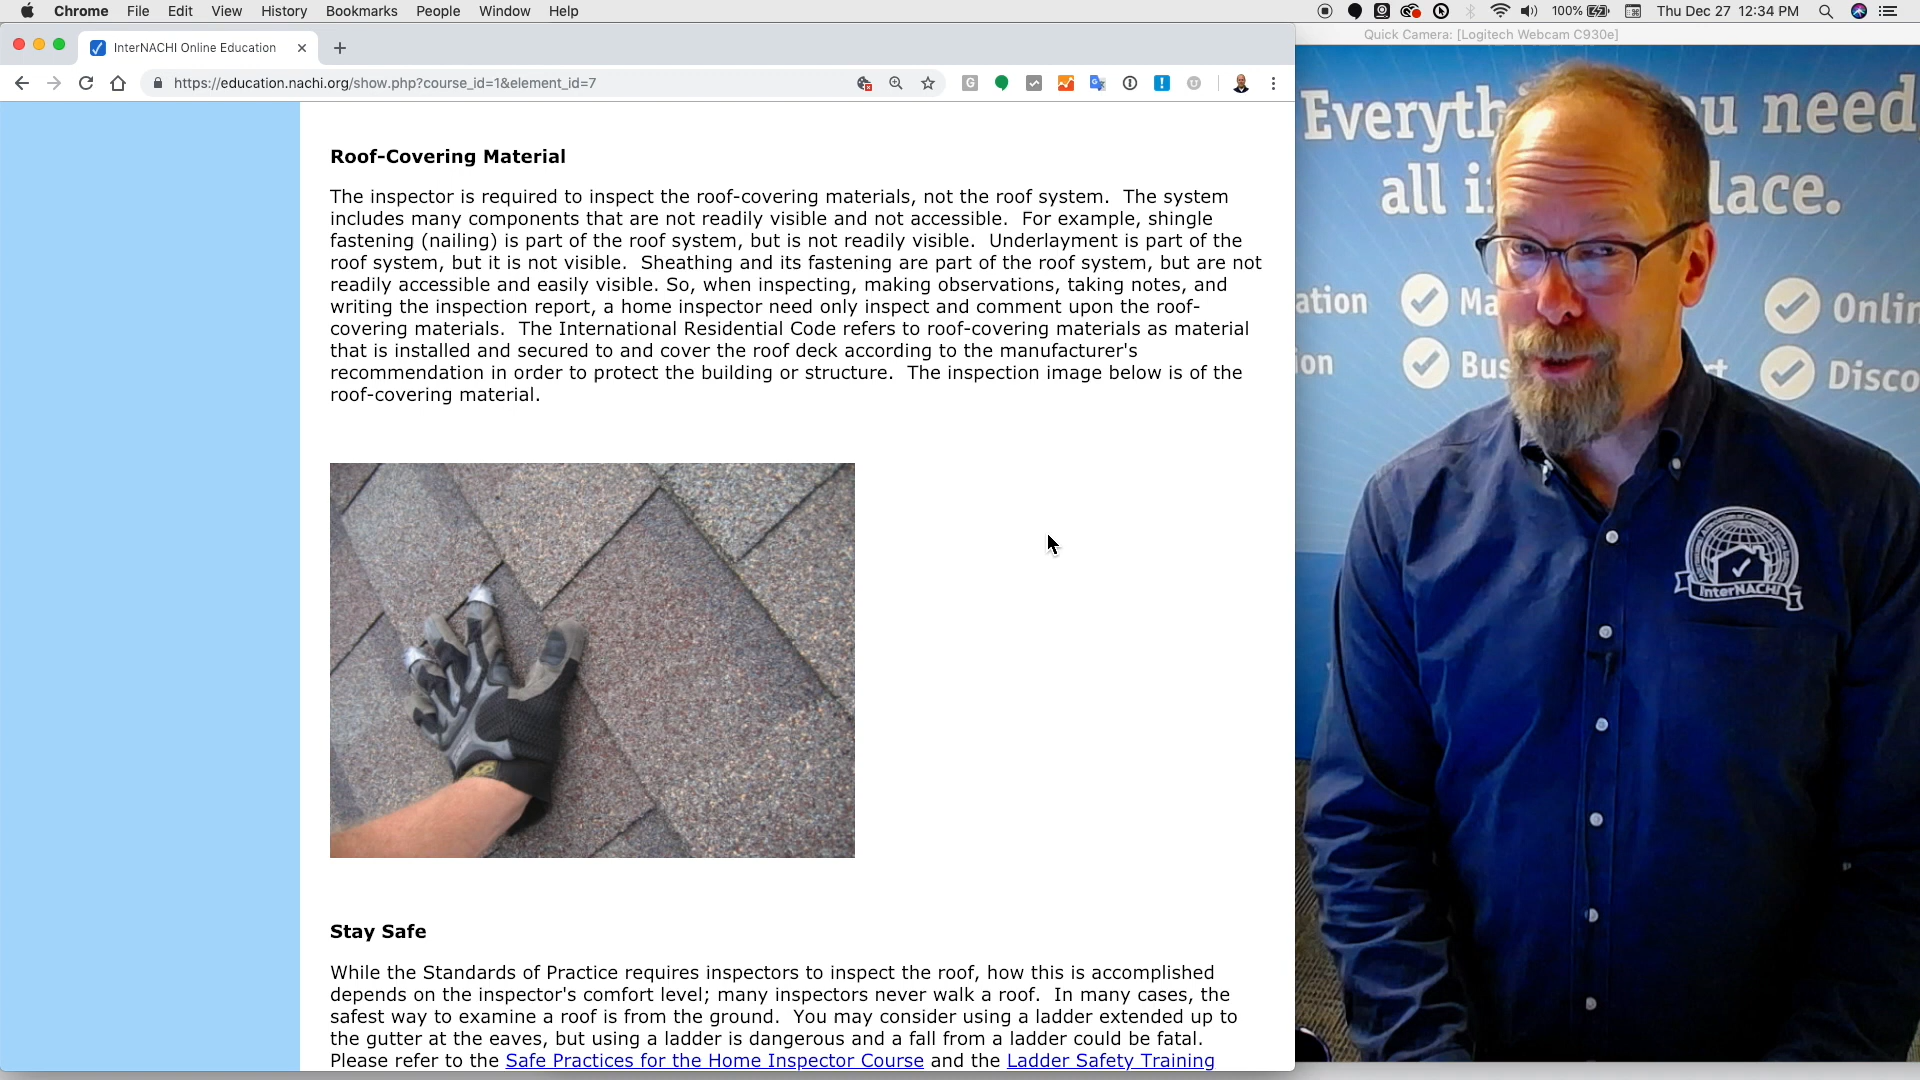 Chrome File Edit View History Bookmarks People Window Help
100% Thu Dec 27 12:34 PM
Quick Camera: [Logitech Webcam C930e]
InterNACHI Online Education
https://education.nachi.org/show.php?course_id=1&element_id=7
Roof-Covering Material
The inspector is required to inspect the roof-covering materials, not the roof system. The system
includes many components that are not readily visible and not accessible. For example, shingle
fastening (nailing) is part of the roof system, but is not readily visible. Underlayment is part of the
roof system, but it is not visible. Sheathing and its fastening are part of the roof system, but are not
readily accessible and easily visible. So, when inspecting, making observations, taking notes, and
writing the inspection report, a home inspector need only inspect and comment upon the roof-
covering materials. The International Residential Code refers to roof-covering materials as material
that is installed and secured to and cover the roof deck according to the manufacturer's
recommendation in order to protect the building or structure. The inspection image below is of the
roof-covering material.
Stay Safe
While the Standards of Practice requires inspectors to inspect the roof, how this is accomplished
depends on the inspector's comfort level; many inspectors never walk a roof. In many cases, the
safest way to examine a roof is from the ground. You may consider using a ladder extended up to
the gutter at the eaves, but using a ladder is dangerous and a fall from a ladder could be fatal.
Please refer to the Safe Practices for the Home Inspector Course and the Ladder Safety Training
Everyth u need
all i lace.
ation Ma Onlin
ion Bus rt Disco
InterNACHI